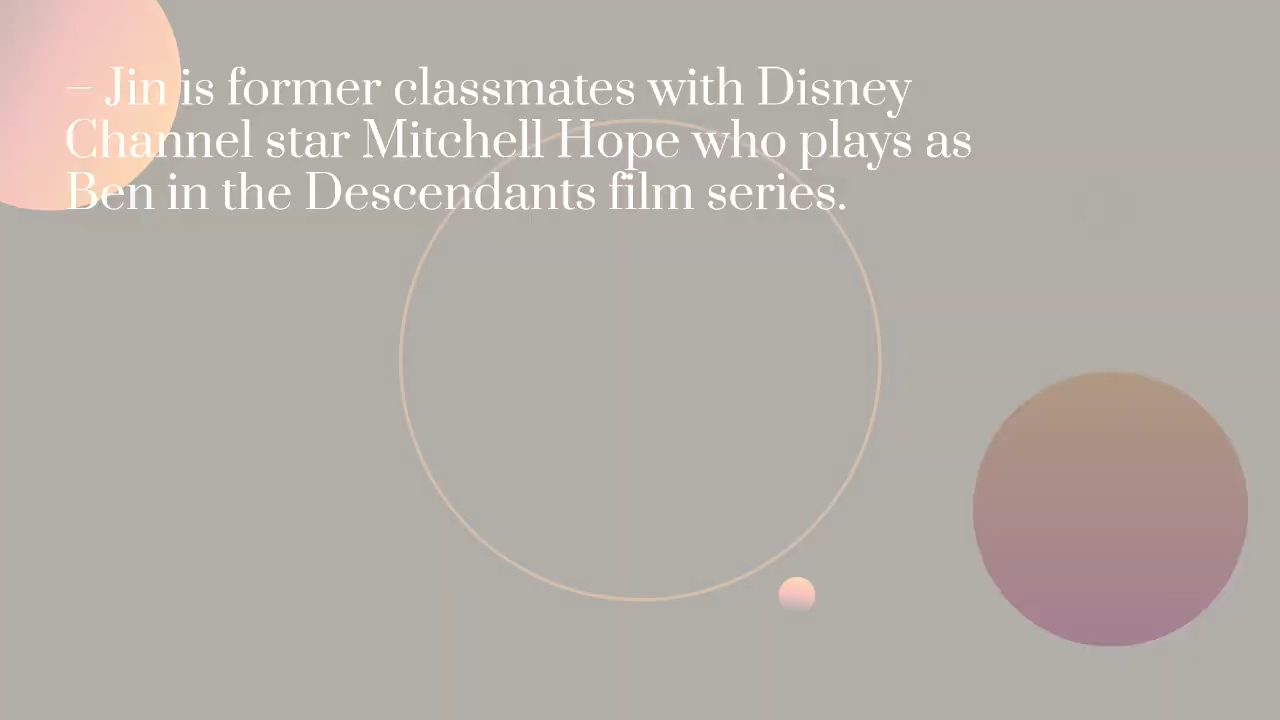 – Jin is former classmates with Disney
Channel star Mitchell Hope who plays as
Ben in the Descendants film series.